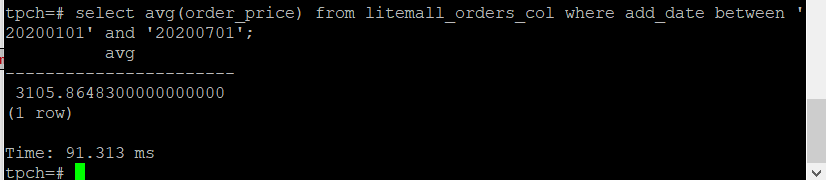 tpch=# select avg(order_price) from litemall_orders_col where add_date between '
20200101' and '20200701';
avg
-----------------------
3105.8648300000000000
(1 row)
Time: 91.313 ms
tpch=#